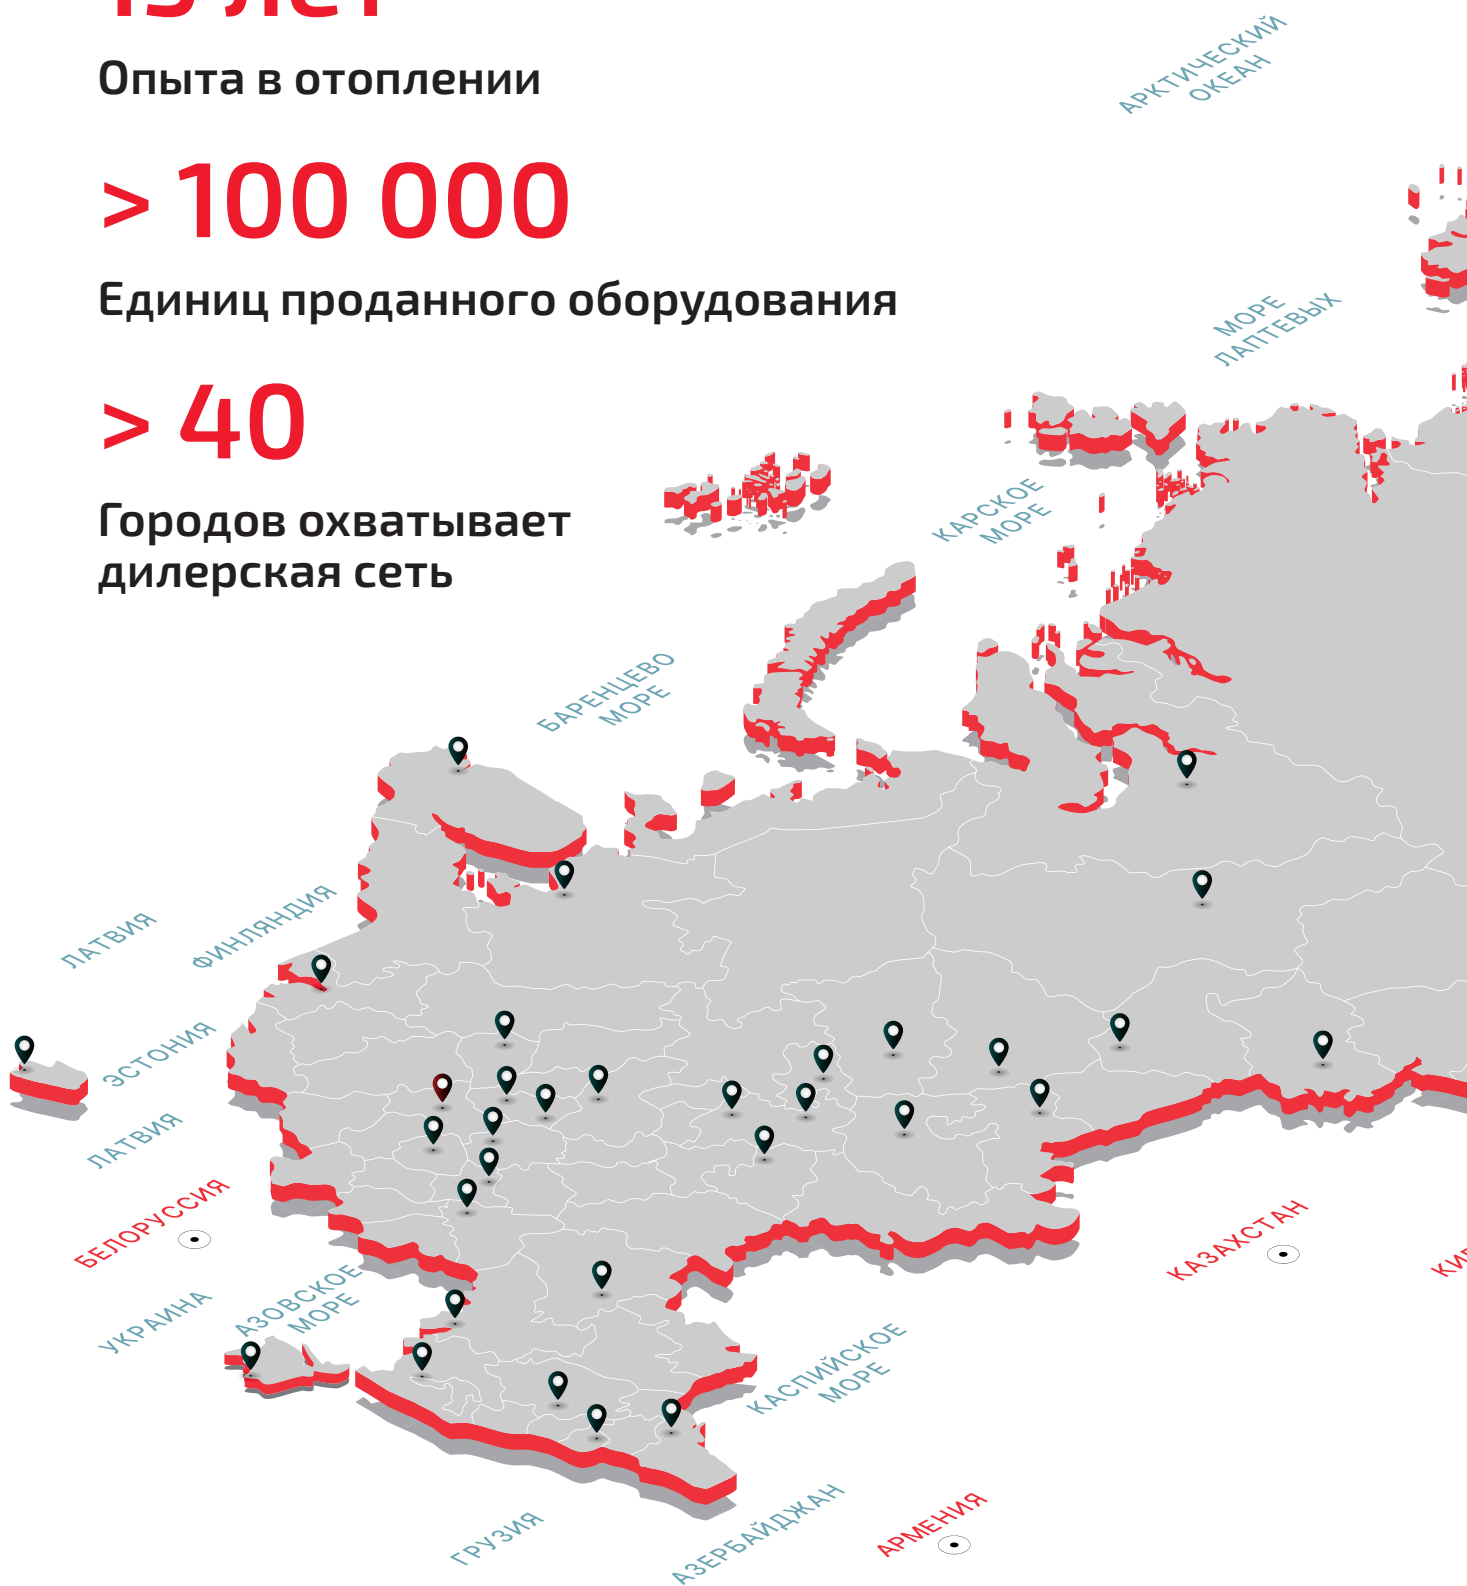 лет
Опыта в отоплении
> 100 000
Единиц проданного оборудования
> 40
Городов охватывает
дилерская сеть
АРКТИЧЕСКИЙ
ОКЕАН
МОРЕ
ЛАПТЕВЫХ
КАРСКОЕ
МОРЕ
БАРЕНЦЕВО
МОРЕ
ЛАТВИЯ
ФИНЛЯНДИЯ
ЭСТОНИЯ
ЛАТВИЯ
БЕЛОРУССИЯ
УКРАИНА
АЗОВСКОЕ
МОРЕ
КАЗАХСТАН
КАСПИЙСКОЕ
МОРЕ
ГРУЗИЯ
АЗЕРБАЙДЖАН
АРМЕНИЯ